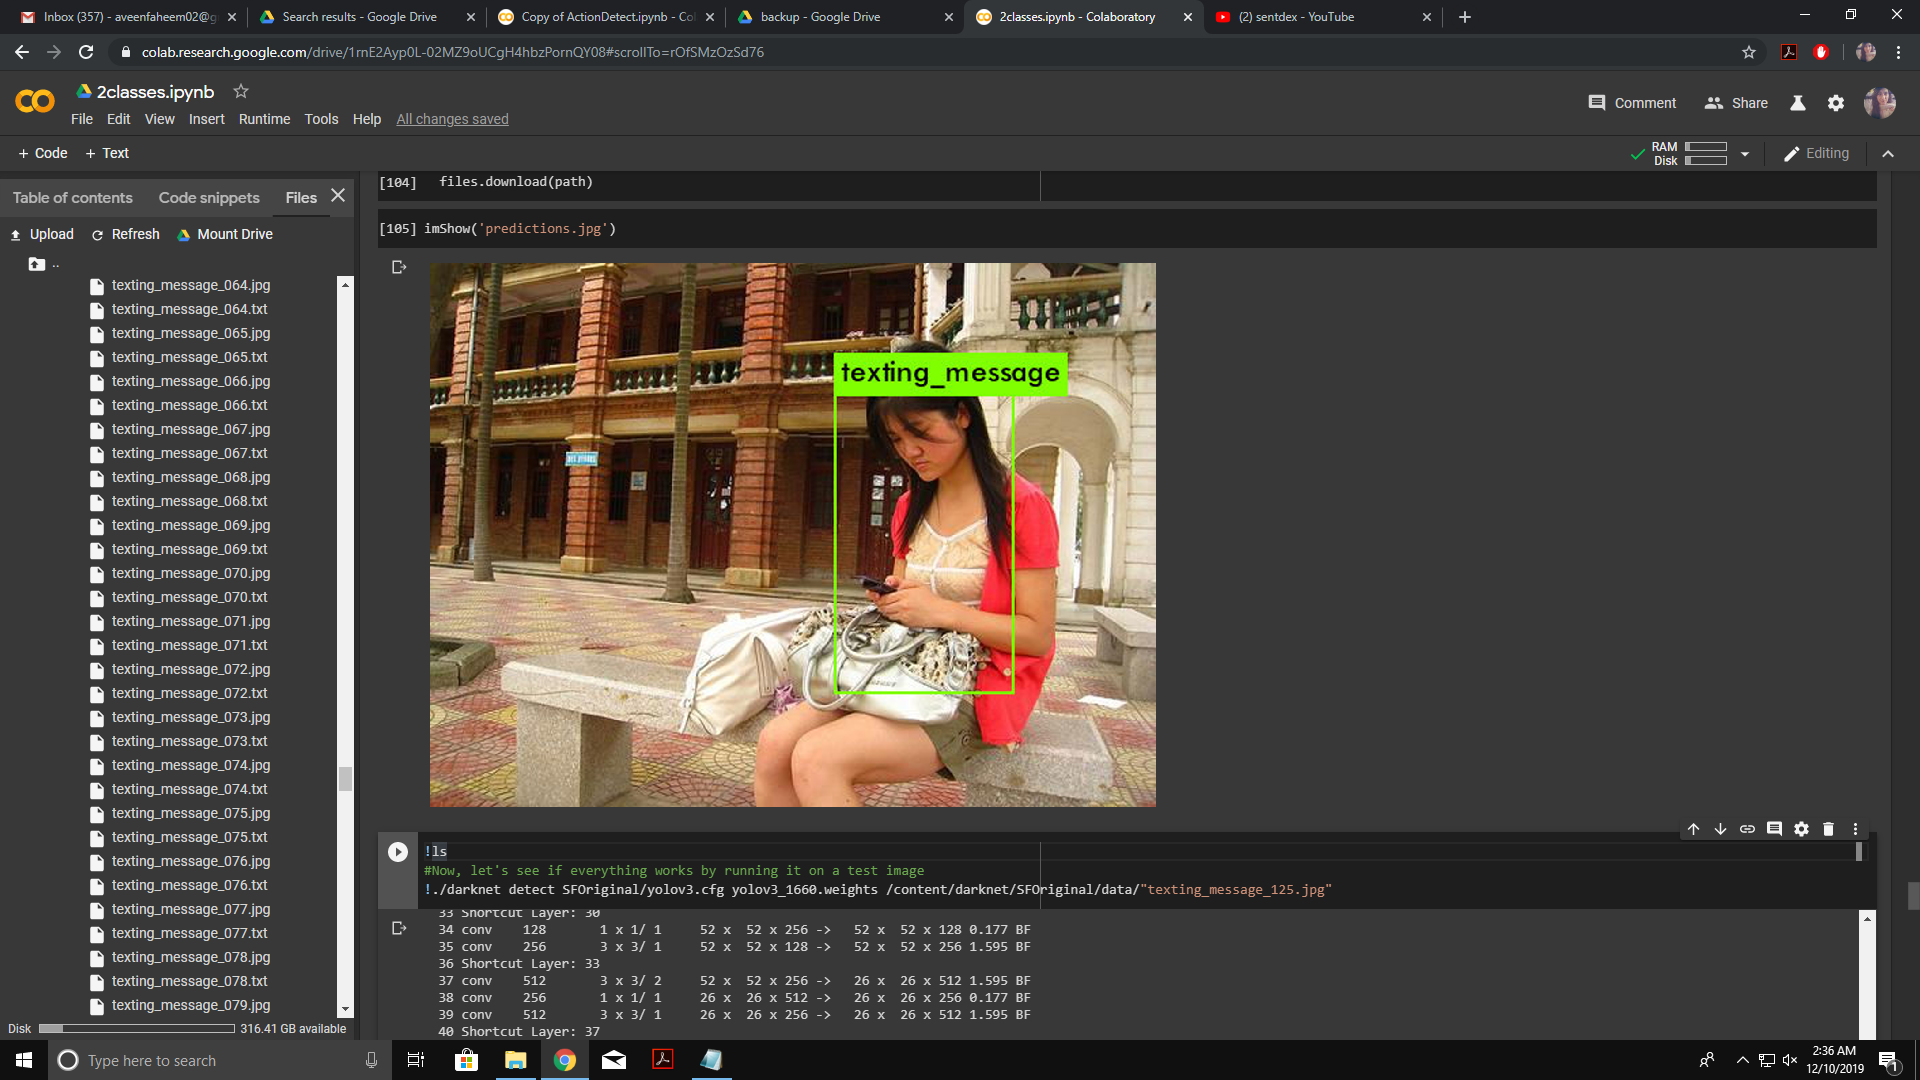 Inbox (357) - aveenfaheem02@g
Search results - Google Drive
Copy of ActionDetect.ipynb - Col
backup - Google Drive
2classes.ipynb - Colaboratory
(2) sentdex - YouTube
colab.research.google.com/drive/1rnE2Ayp0L-02MZ9oUCgH4hbzPornQY08#scrollTo=rOfSMzOzSd76
2classes.ipynb
File Edit View Insert Runtime Tools Help All changes saved
Comment Share
+ Code + Text
RAM
Disk
Editing
Table of contents Code snippets Files
Upload Refresh Mount Drive
..
texting_message_064.jpg
texting_message_064.txt
texting_message_065.jpg
texting_message_065.txt
texting_message_066.jpg
texting_message_066.txt
texting_message_067.jpg
texting_message_067.txt
texting_message_068.jpg
texting_message_068.txt
texting_message_069.jpg
texting_message_069.txt
texting_message_070.jpg
texting_message_070.txt
texting_message_071.jpg
texting_message_071.txt
texting_message_072.jpg
texting_message_072.txt
texting_message_073.jpg
texting_message_073.txt
texting_message_074.jpg
texting_message_074.txt
texting_message_075.jpg
texting_message_075.txt
texting_message_076.jpg
texting_message_076.txt
texting_message_077.jpg
texting_message_077.txt
texting_message_078.jpg
texting_message_078.txt
texting_message_079.jpg
Disk 316.41 GB available
[104] files.download(path)
[105] imShow('predictions.jpg')
texting_message
!ls
#Now, let's see if everything works by running it on a test image
!./darknet detect SFOriginal/yolov3.cfg yolov3_1660.weights /content/darknet/SFOriginal/data/"texting_message_125.jpg"
33 Shortcut Layer: 30
34 conv 128 1 x 1/ 1 52 x 52 x 256 -> 52 x 52 x 128 0.177 BF
35 conv 256 3 x 3/ 1 52 x 52 x 128 -> 52 x 52 x 256 1.595 BF
36 Shortcut Layer: 33
37 conv 512 3 x 3/ 2 52 x 52 x 256 -> 26 x 26 x 512 1.595 BF
38 conv 256 1 x 1/ 1 26 x 26 x 512 -> 26 x 26 x 256 0.177 BF
39 conv 512 3 x 3/ 1 26 x 26 x 256 -> 26 x 26 x 512 1.595 BF
40 Shortcut Layer: 37
Type here to search
2:36 AM
12/10/2019
1